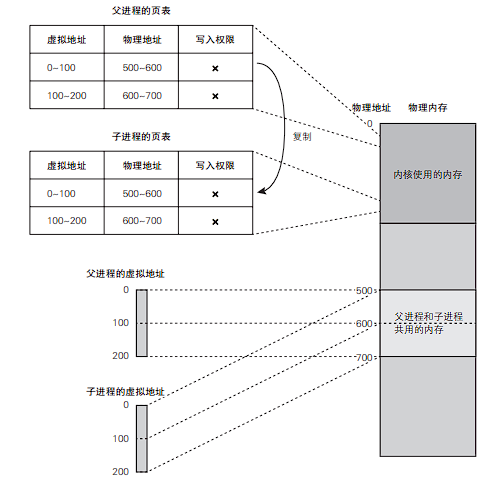 父进程的页表
虚拟地址 物理地址 写入权限
0~100 500~600 ×
100~200 600~700 ×
复制
子进程的页表
虚拟地址 物理地址 写入权限
0~100 500~600 ×
100~200 600~700 ×
物理地址 物理内存
0
内核使用的内存
500
父进程和子进程
600
共用的内存
700
父进程的虚拟地址
0
100
200
子进程的虚拟地址
0
100
200